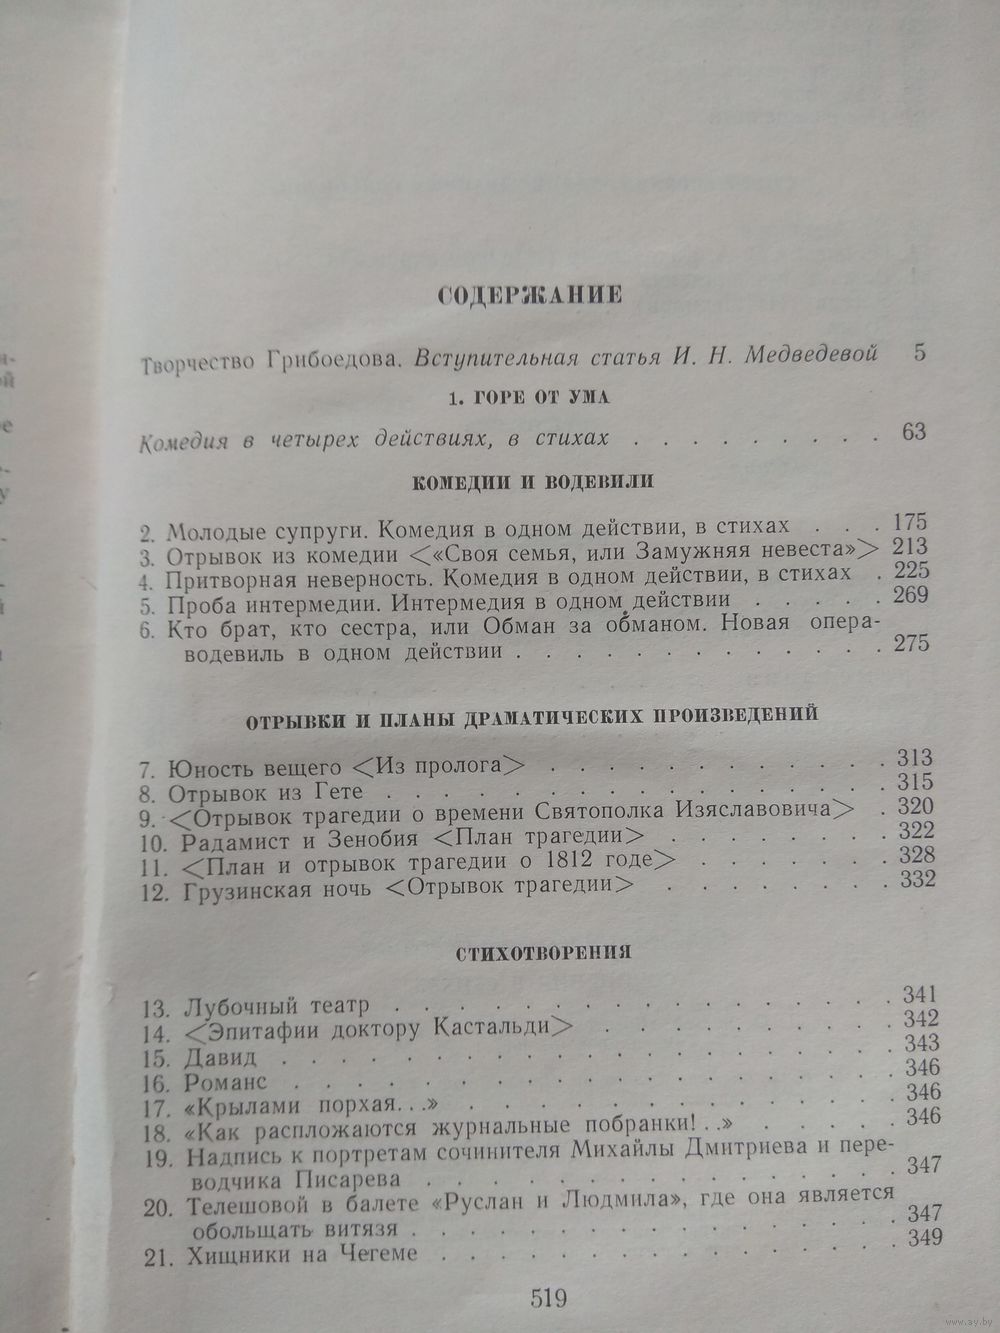 СОДЕРЖАНИЕ
Творчество Грибоедова. Вступительная статья И. Н. Медведевой 5
1. ГОРЕ ОТ УМА
Комедия в четырех действиях, в стихах . . . . . . . . . 63
КОМЕДИИ И ВОДЕВИЛИ
2. Молодые супруги. Комедия в одном действии, в стихах . . . 175
3. Отрывок из комедии <«Своя семья, или Замужняя невеста»> 213
4. Притворная неверность. Комедия в одном действии, в стихах . 225
5. Проба интермедии. Интермедия в одном действии . . . . . 269
6. Кто брат, кто сестра, или Обман за обманом. Новая опера-
водевиль в одном действии . . . . . . . . . . . . . 275
ОТРЫВКИ И ПЛАНЫ ДРАМАТИЧЕСКИХ ПРОИЗВЕДЕНИЙ
7. Юность вещего <Из пролога> . . . . . . . . . . . . 313
8. Отрывок из Гете . . . . . . . . . . . . . . . . . 315
9. <Отрывок трагедии о времени Святополка Изяславовича> . 320
10. Радамист и Зенобия <План трагедии> . . . . . . . . 322
11. <План и отрывок трагедии о 1812 годе> . . . . . . . 328
12. Грузинская ночь <Отрывок трагедии> . . . . . . . . 332
СТИХОТВОРЕНИЯ
13. Лубочный театр . . . . . . . . . . . . . . . . . 341
14. <Эпитафии доктору Кастальди> . . . . . . . . . . 342
15. Давид . . . . . . . . . . . . . . . . . . . . . 343
16. Романс . . . . . . . . . . . . . . . . . . . . 346
17. «Крылами порхая. . .» . . . . . . . . . . . . . . 346
18. «Как распложаются журнальные побранки! . .» . . . . . 346
19. Надпись к портретам сочинителя Михайлы Дмитриева и пере-
водчика Писарева . . . . . . . . . . . . . . . . 347
20. Телешовой в балете «Руслан и Людмила», где она является
обольщать витязя . . . . . . . . . . . . . . . . 347
21. Хищники на Чегеме . . . . . . . . . . . . . . . 349
519
www.ay.by